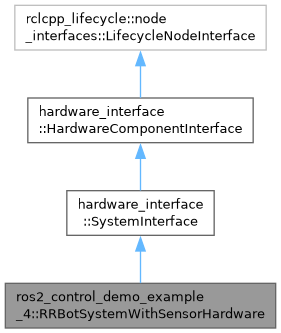 rclcpp_lifecycle::node
_interfaces::LifecycleNodeInterface
hardware_interface
::HardwareComponentInterface
hardware_interface
::SystemInterface
ros2_control_demo_example
_4::RRBotSystemWithSensorHardware